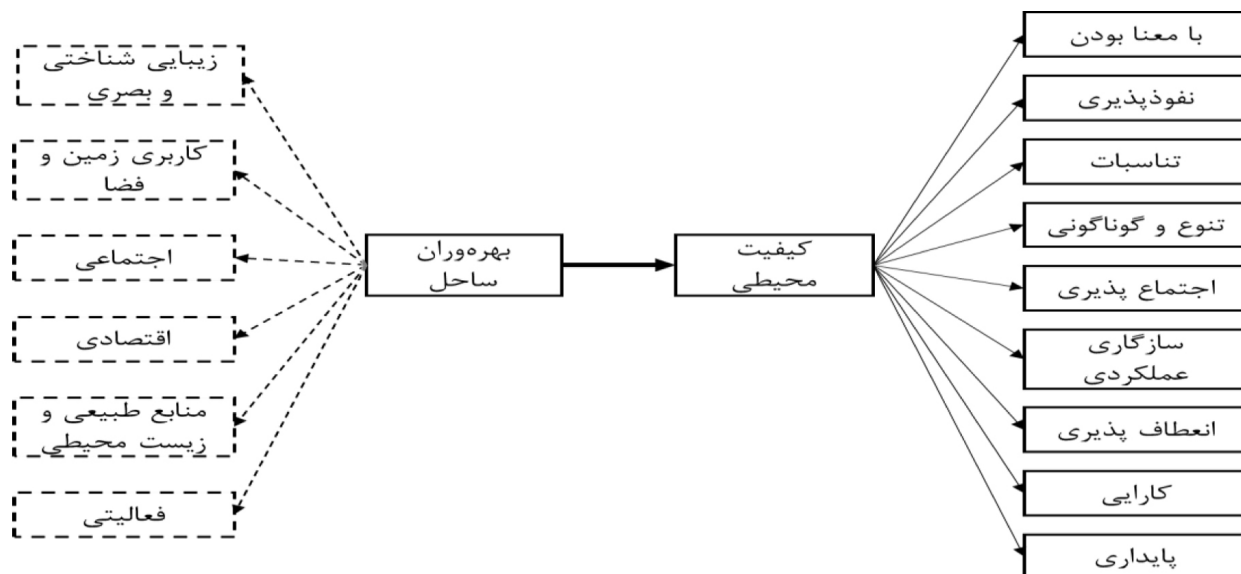 با معنا بودن
نفوذپذیری
تناسبات
تنوع و گوناگونی
اجتماع پذیری
سازگاری
عملکردی
انعطاف پذیری
کارایی
پایداری
کیفیت
محیطی
بهره‌وران
ساحل
زیبایی شناختی
و بصری
کاربری زمین و
فضا
اجتماعی
اقتصادی
منابع طبیعی و
زیست محیطی
فعالیتی